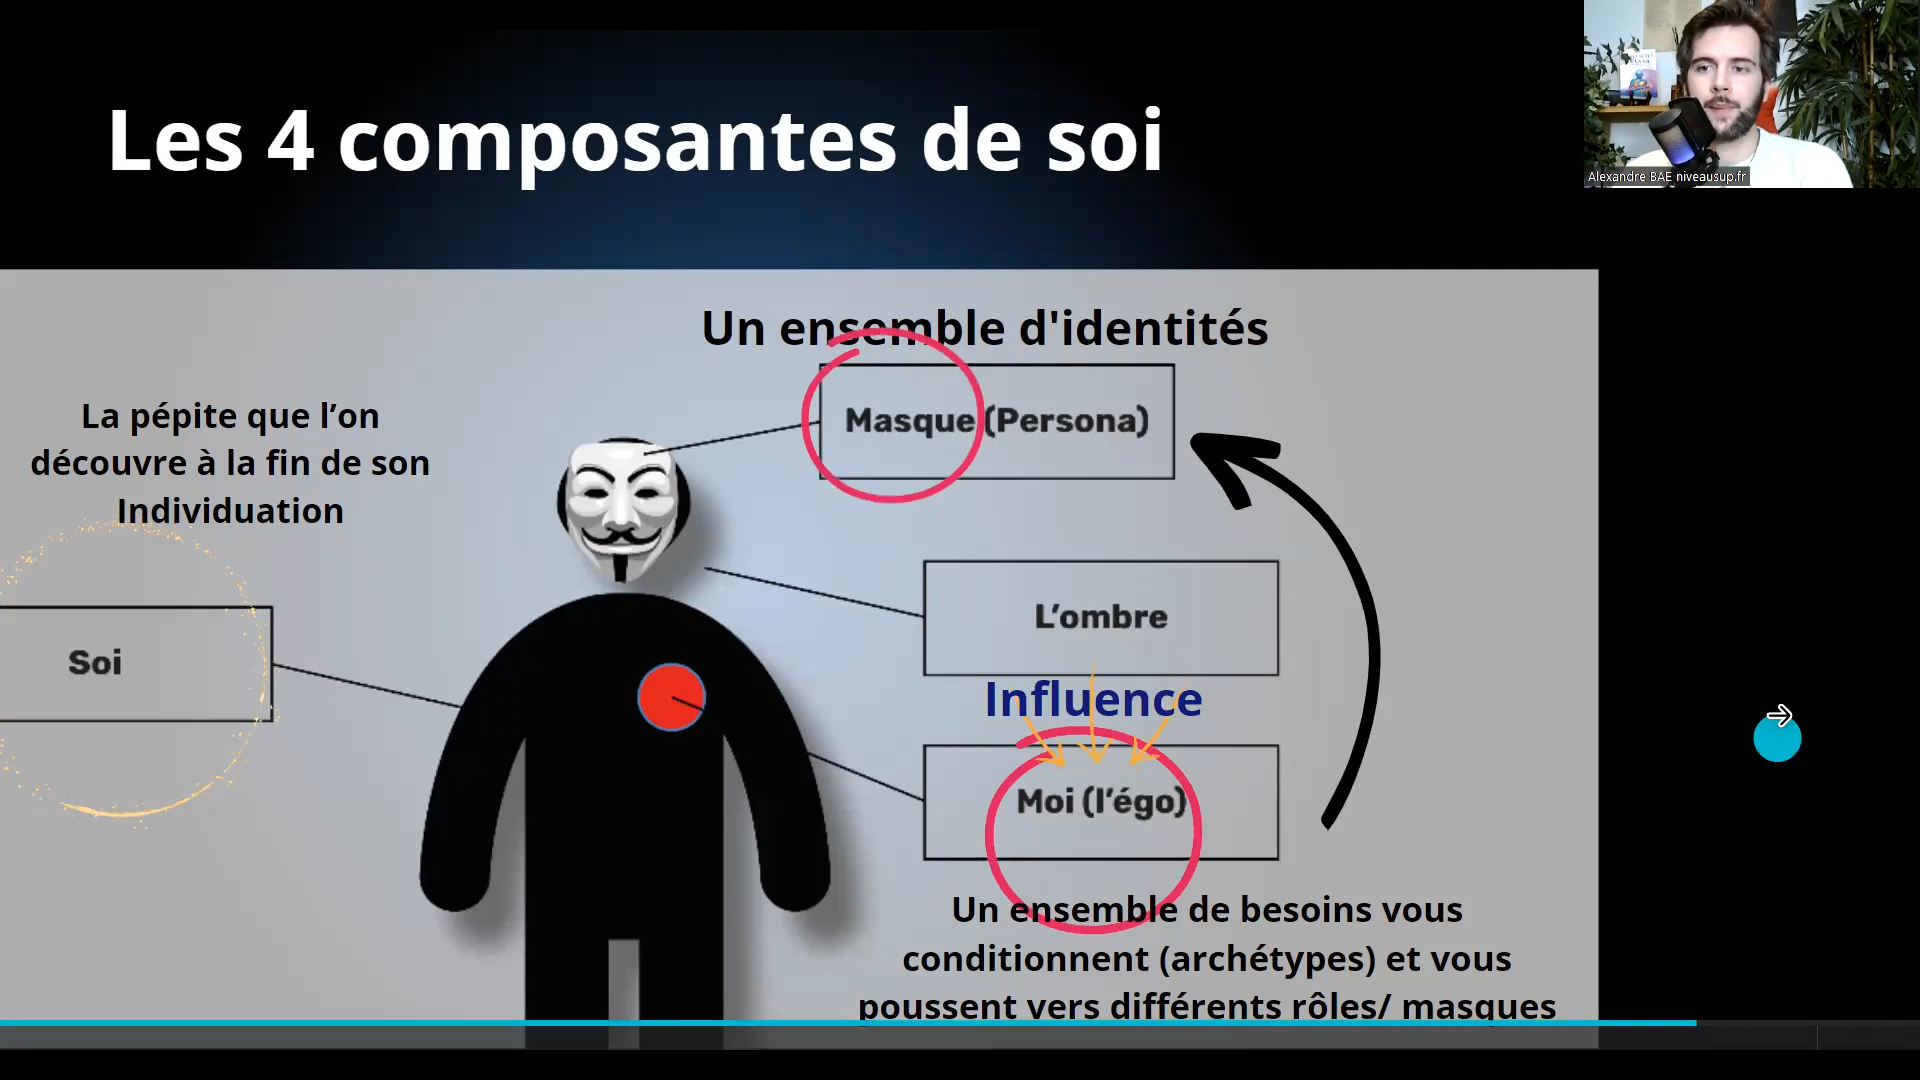 Les 4 composantes de soi
Alexandre BAE niveausup.fr
Un ensemble d'identités
Masque (Persona)
La pépite que l’on
découvre à la fin de son
Individuation
L’ombre
Soi
Influence
Moi (l’égo)
Un ensemble de besoins vous
conditionnent (archétypes) et vous
poussent vers différents rôles/ masques